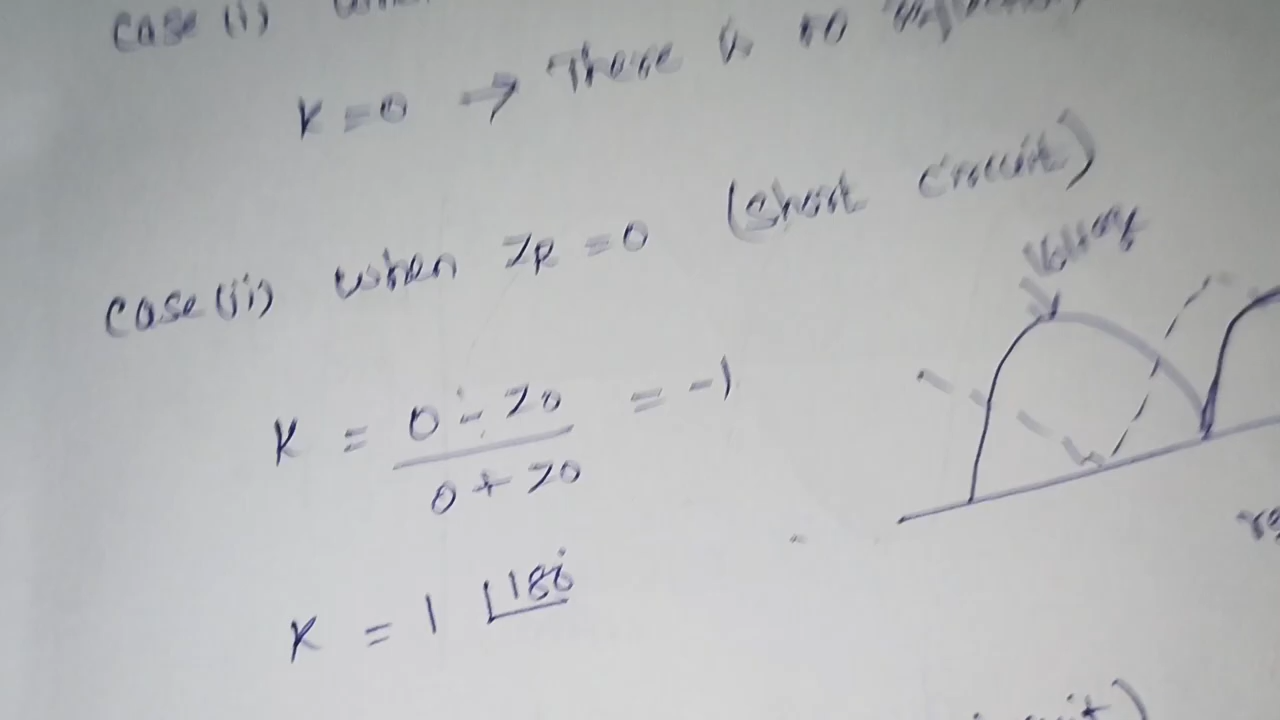 case (i)
K = 0 → There is no
case (ii) when ZR = 0 (short circuit)
Voltage
K = 0 - Z0 / 0 + Z0 = -1
K = 1 ∠180°